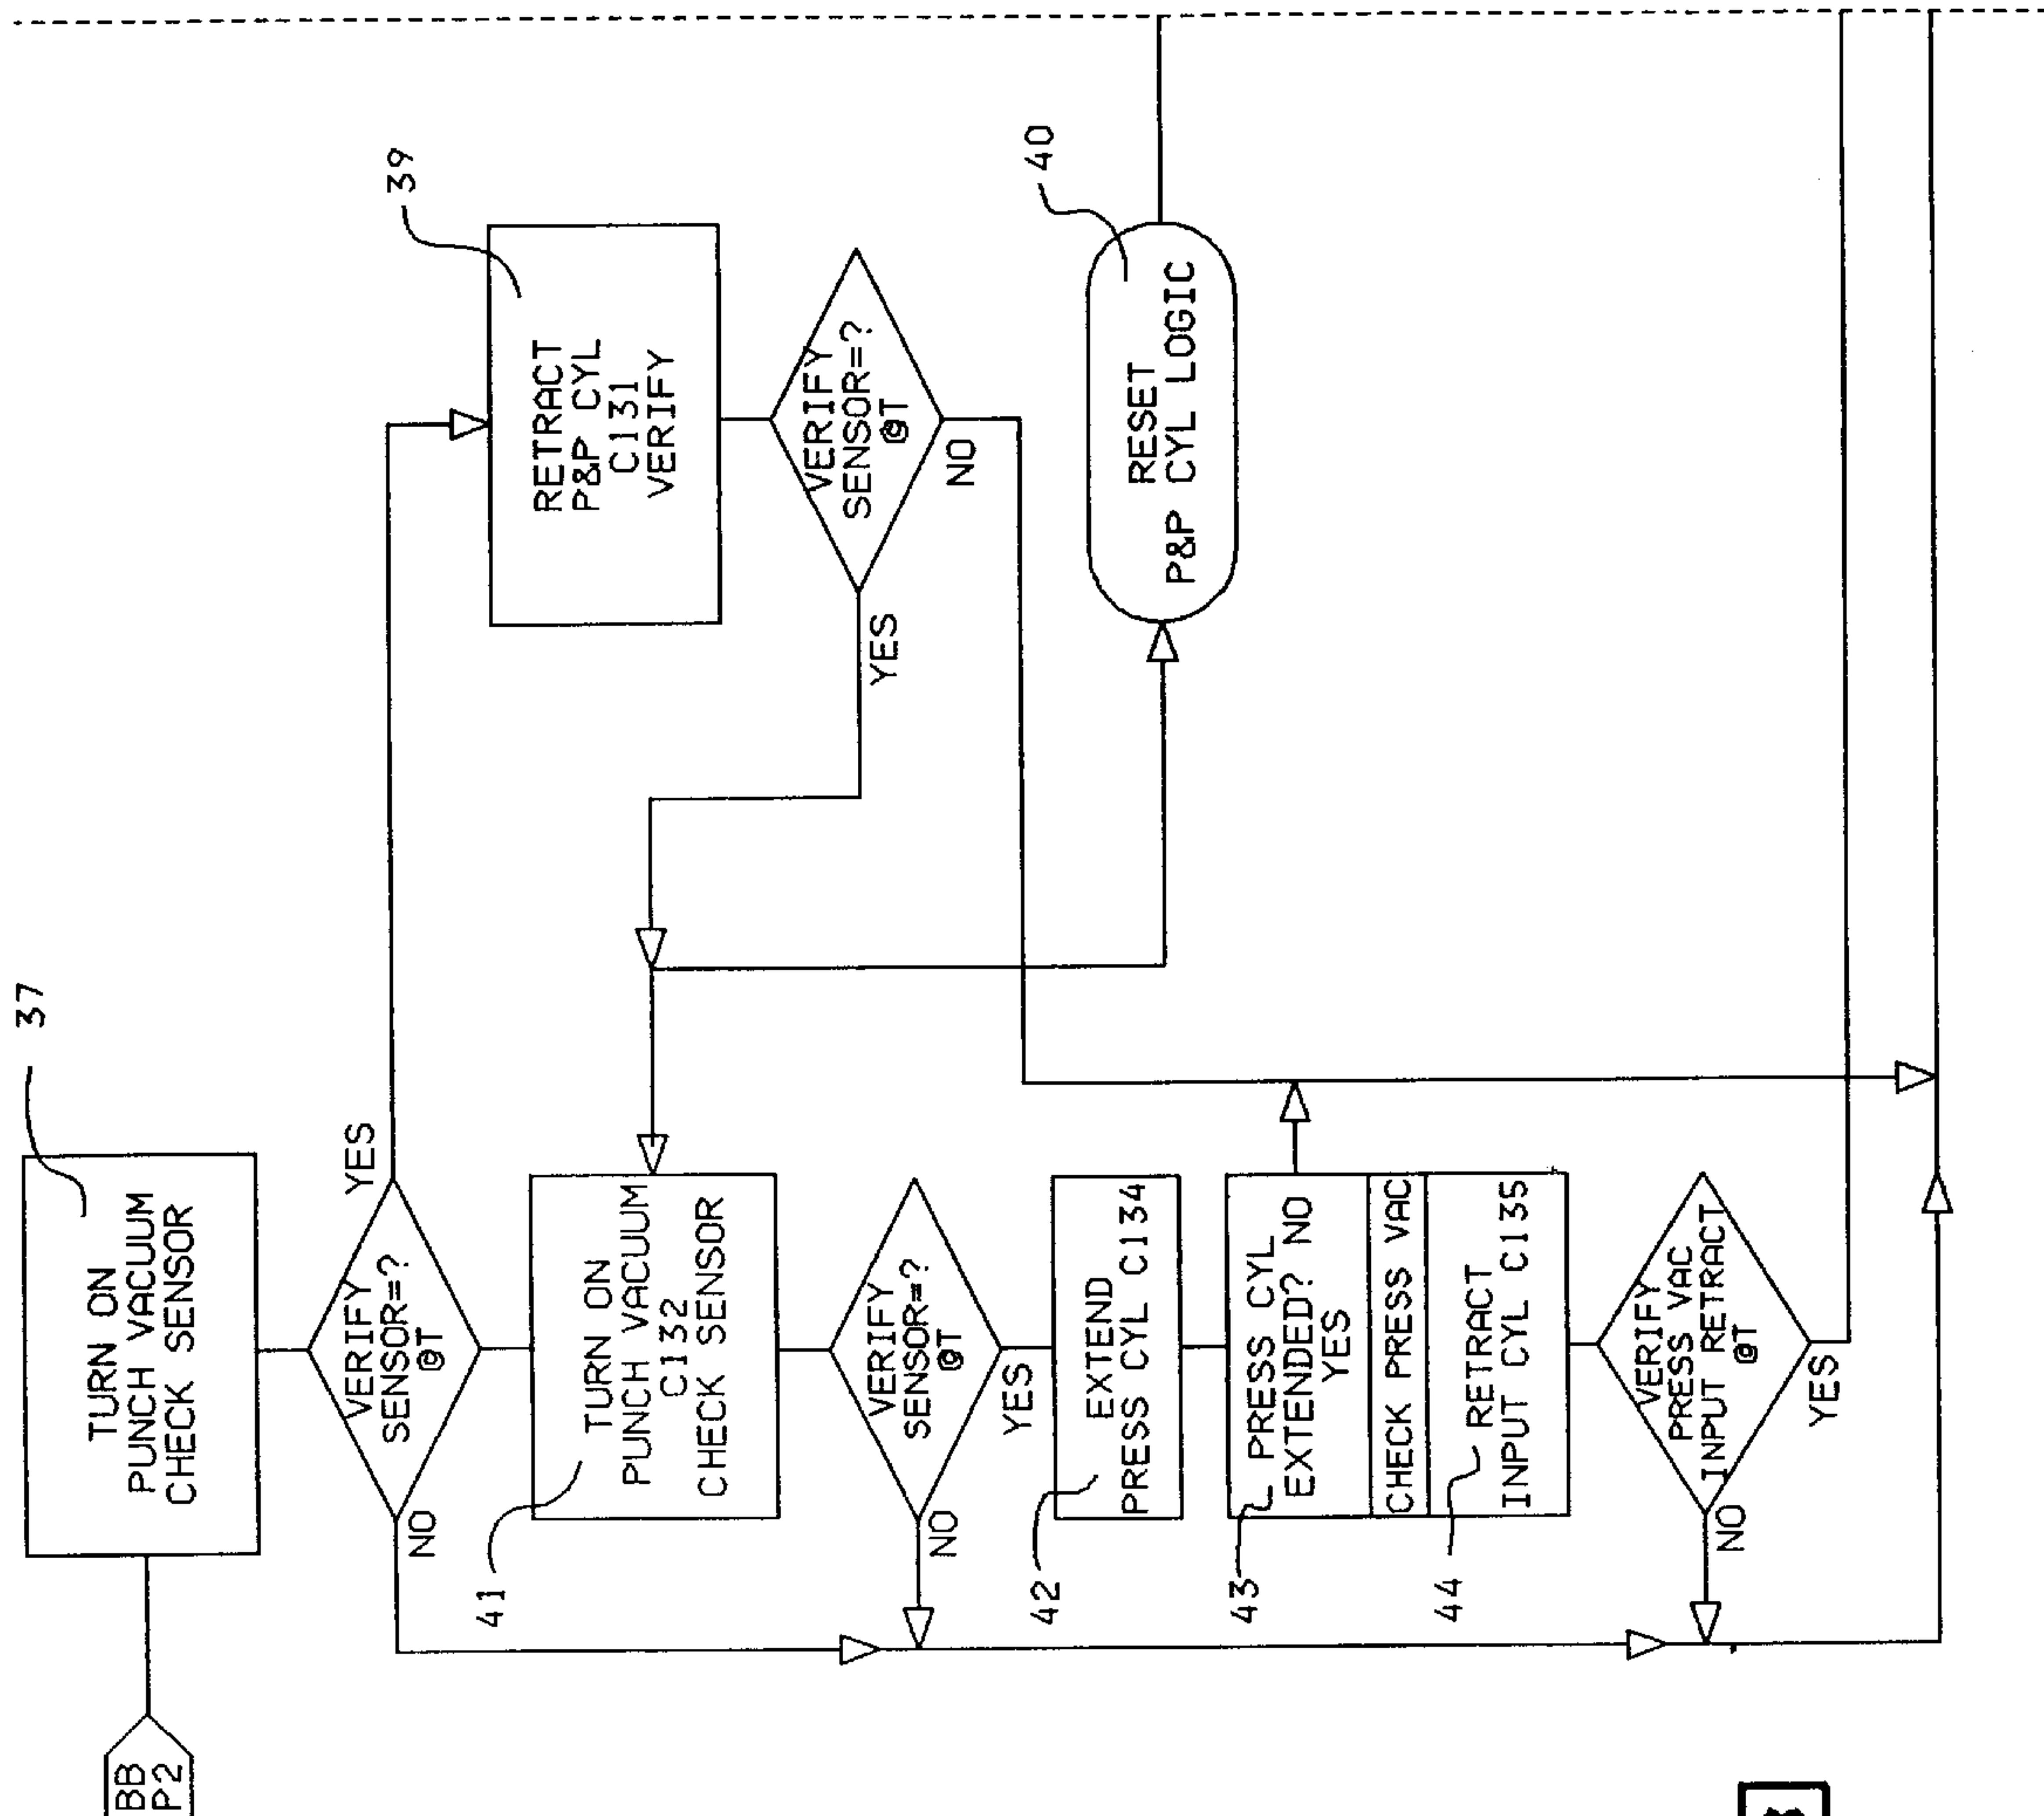 BB
P2
37
TURN ON
PUNCH VACUUM
CHECK SENSOR
VERIFY
SENSOR=?
@T
YES
NO
39
RETRACT
P&P CYL
C131
VERIFY
VERIFY
SENSOR=?
@T
YES
NO
40
RESET
P&P CYL LOGIC
41
TURN ON
PUNCH VACUUM
C132
CHECK SENSOR
VERIFY
SENSOR=?
@T
NO
YES
42
EXTEND
PRESS CYL C134
43
PRESS CYL
EXTENDED? NO
YES
CHECK PRESS VAC
44
RETRACT
INPUT CYL C135
VERIFY
PRESS VAC
INPUT RETRACT
@T
NO
YES